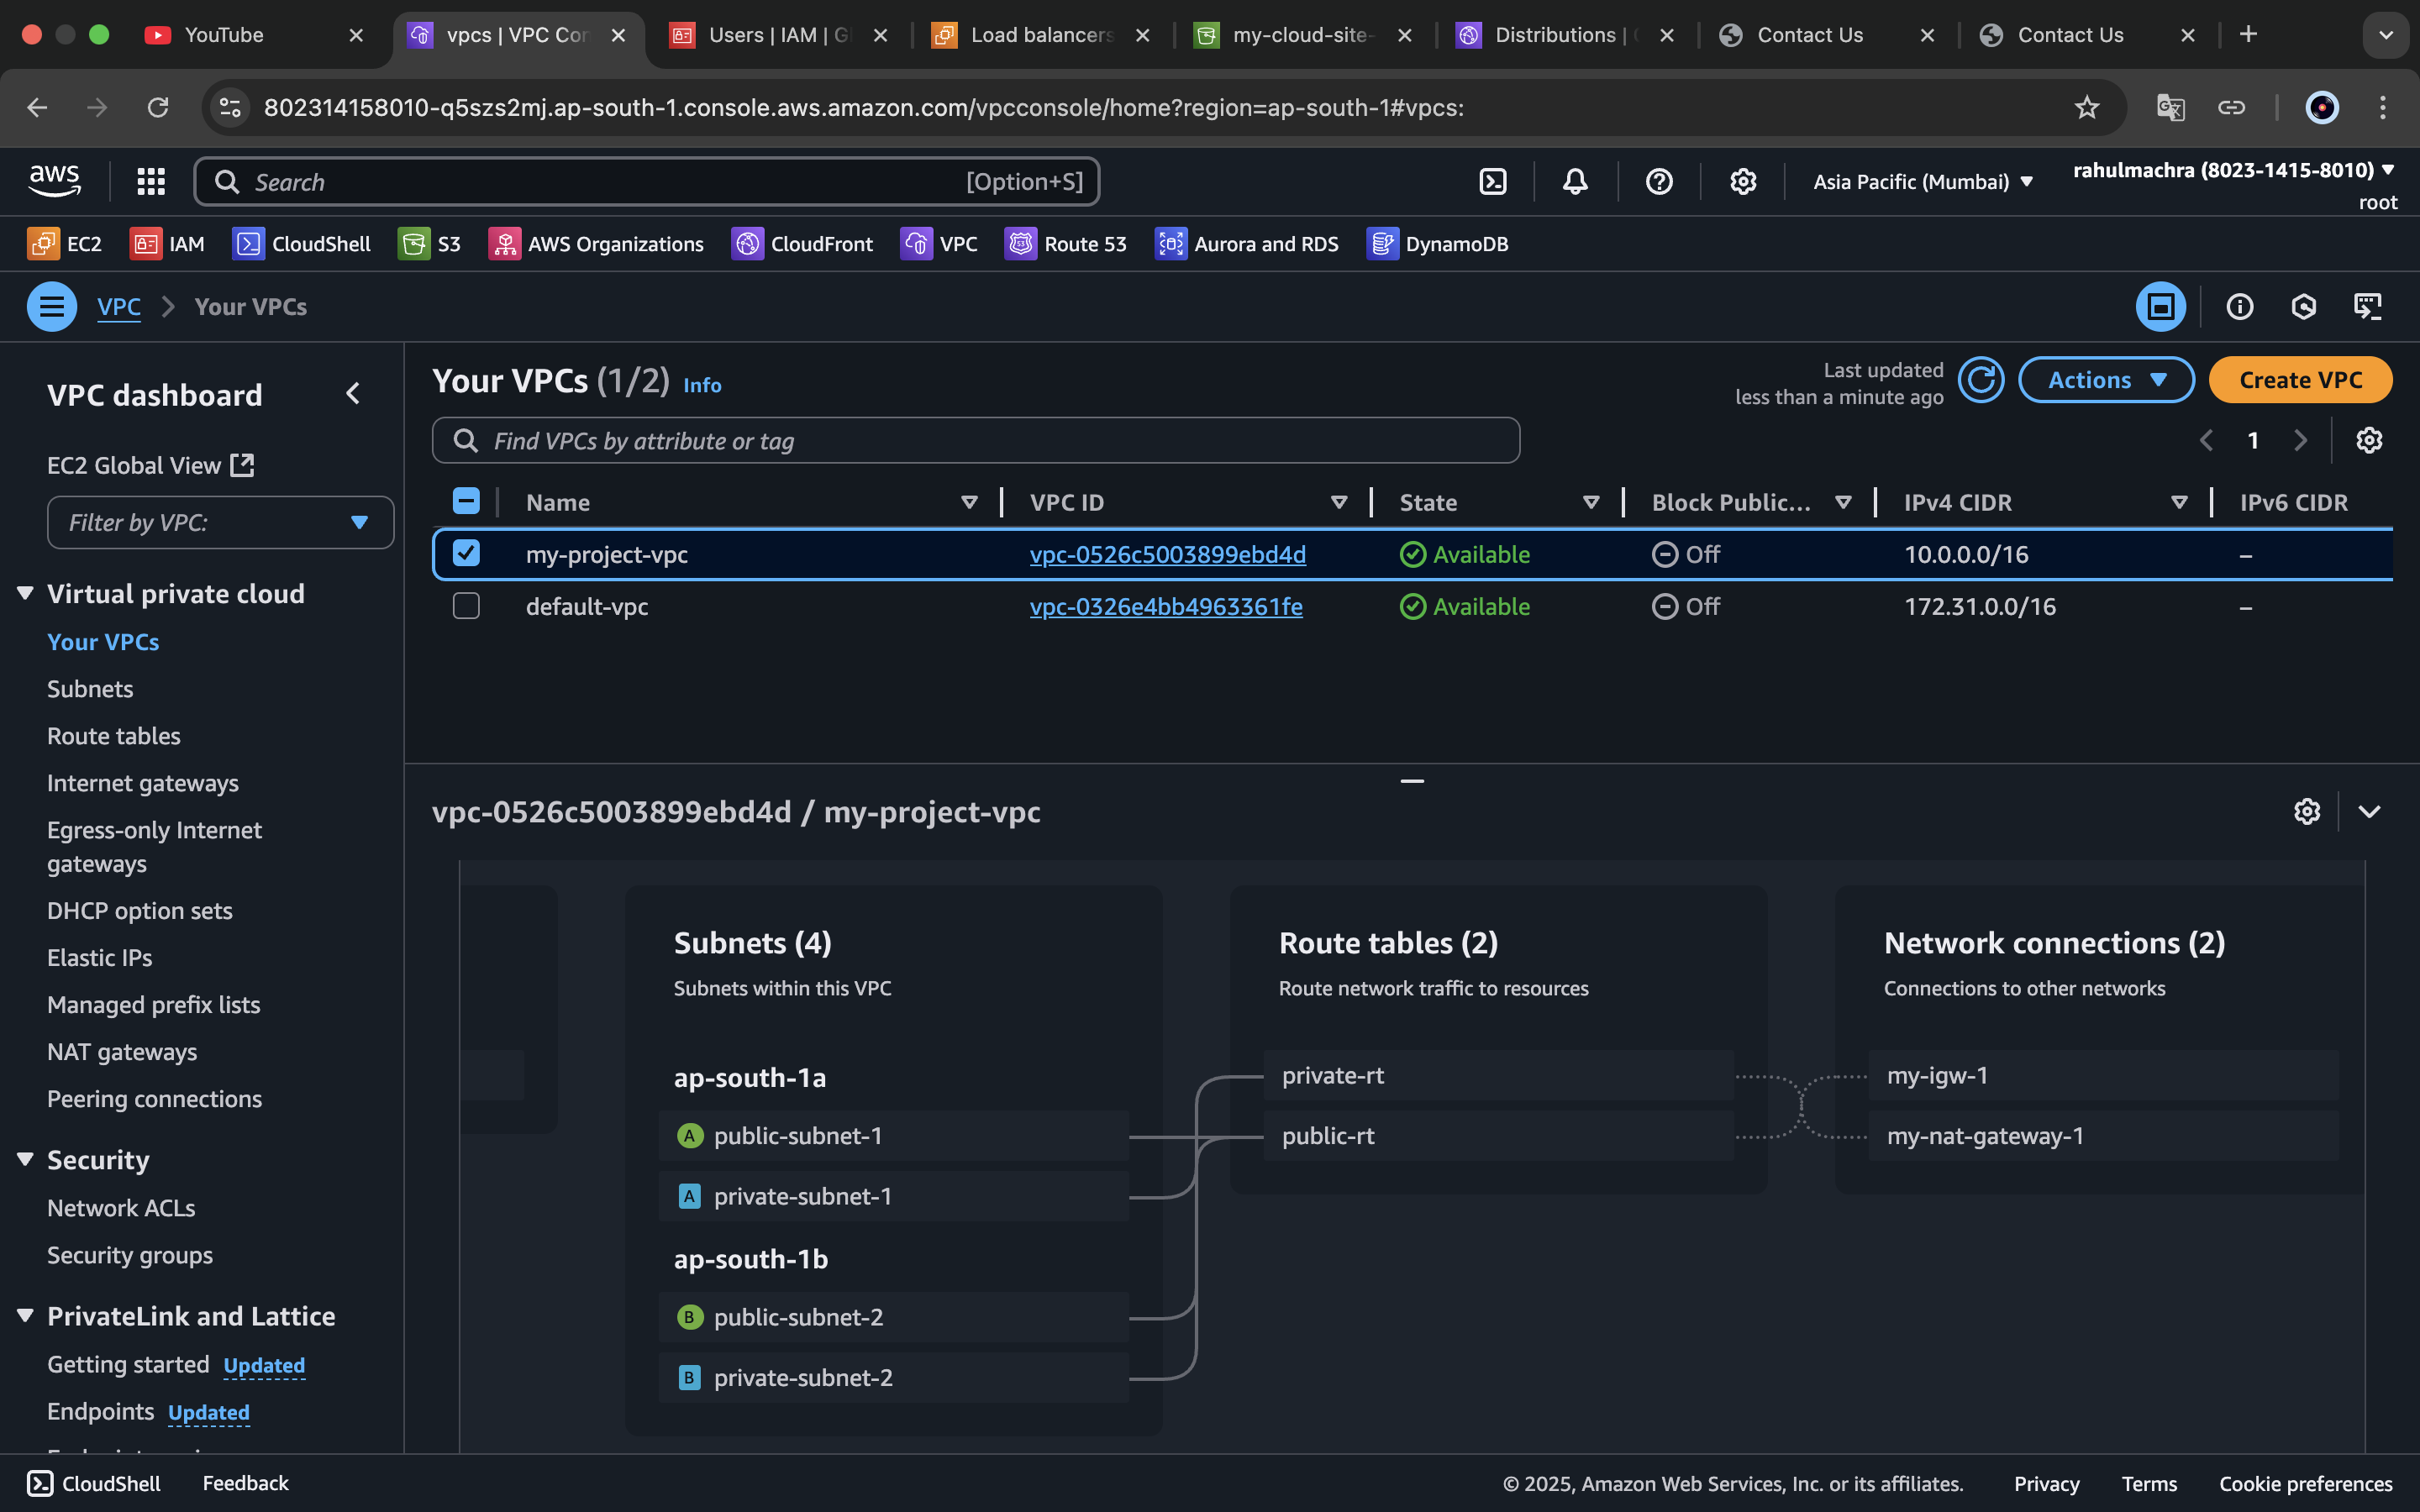 YouTube
vpcs | VPC Con
Users | IAM | Gl
Load balancers
my-cloud-site-
Distributions |
Contact Us
Contact Us
802314158010-q5szs2mj.ap-south-1.console.aws.amazon.com/vpcconsole/home?region=ap-south-1#vpcs:
aws
Search
[Option+S]
Asia Pacific (Mumbai)
rahulmachra (8023-1415-8010)
root
EC2
IAM
CloudShell
S3
AWS Organizations
CloudFront
VPC
Route 53
Aurora and RDS
DynamoDB
VPC
Your VPCs
VPC dashboard
EC2 Global View
Filter by VPC:
Virtual private cloud
Your VPCs
Subnets
Route tables
Internet gateways
Egress-only Internet
gateways
DHCP option sets
Elastic IPs
Managed prefix lists
NAT gateways
Peering connections
Security
Network ACLs
Security groups
PrivateLink and Lattice
Getting started Updated
Endpoints Updated
Your VPCs (1/2) Info
Last updated
less than a minute ago
Actions
Create VPC
Find VPCs by attribute or tag
1
Name VPC ID State Block Public... IPv4 CIDR IPv6 CIDR
my-project-vpc vpc-0526c5003899ebd4d Available Off 10.0.0.0/16 –
default-vpc vpc-0326e4bb4963361fe Available Off 172.31.0.0/16 –
vpc-0526c5003899ebd4d / my-project-vpc
Subnets (4)
Subnets within this VPC
ap-south-1a
A public-subnet-1
A private-subnet-1
ap-south-1b
B public-subnet-2
B private-subnet-2
Route tables (2)
Route network traffic to resources
private-rt
public-rt
Network connections (2)
Connections to other networks
my-igw-1
my-nat-gateway-1
CloudShell
Feedback
© 2025, Amazon Web Services, Inc. or its affiliates.
Privacy
Terms
Cookie preferences